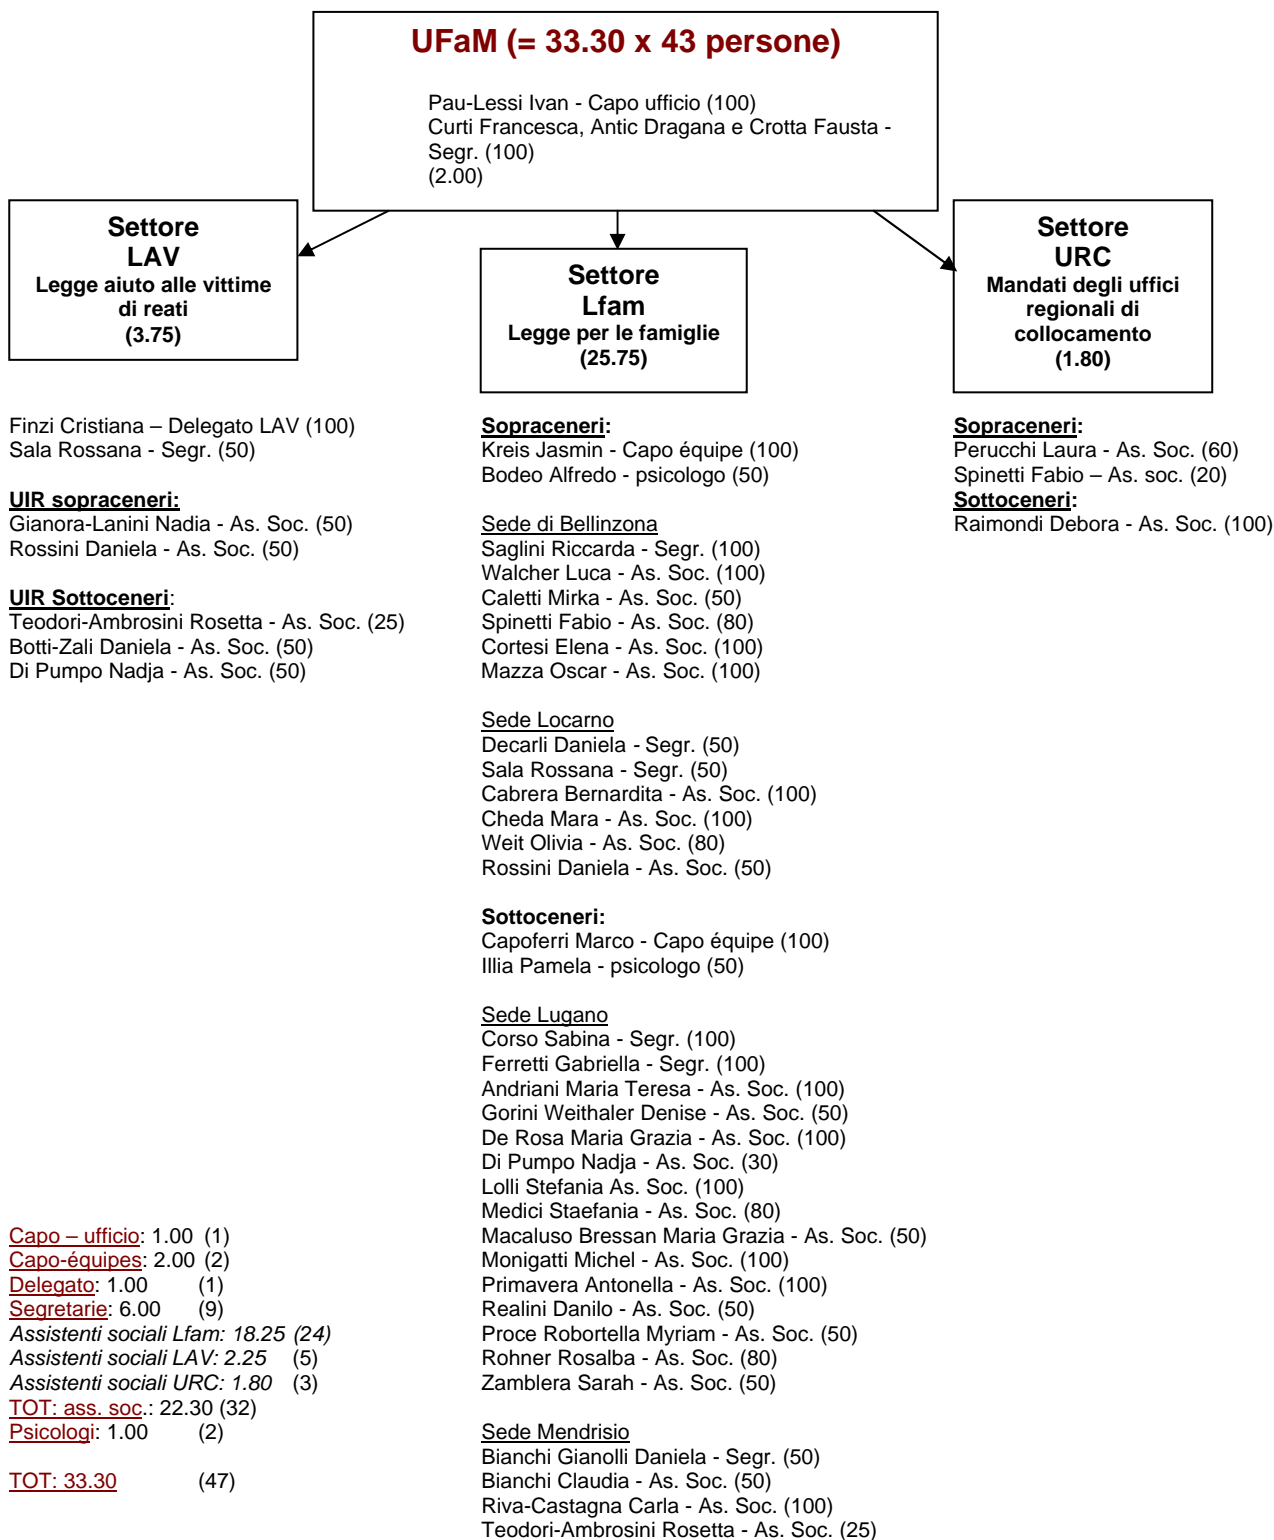 UFaM (= 33.30 x 43 persone)
Pau-Lessi Ivan - Capo ufficio (100)
Curti Francesca, Antic Dragana e Crotta Fausta -
Segr. (100)
(2.00)
Settore
LAV
Legge aiuto alle vittime
di reati
(3.75)
Settore
Lfam
Legge per le famiglie
(25.75)
Settore
URC
Mandati degli uffici
regionali di
collocamento
(1.80)
Finzi Cristiana – Delegato LAV (100)
Sala Rossana - Segr. (50)
UIR sopraceneri:
Gianora-Lanini Nadia - As. Soc. (50)
Rossini Daniela - As. Soc. (50)
UIR Sottoceneri:
Teodori-Ambrosini Rosetta - As. Soc. (25)
Botti-Zali Daniela - As. Soc. (50)
Di Pumpo Nadja - As. Soc. (50)
Capo – ufficio: 1.00 (1)
Capo-équipes: 2.00 (2)
Delegato: 1.00 (1)
Segretarie: 6.00 (9)
Assistenti sociali Lfam: 18.25 (24)
Assistenti sociali LAV: 2.25 (5)
Assistenti sociali URC: 1.80 (3)
TOT: ass. soc.: 22.30 (32)
Psicologi: 1.00 (2)
TOT: 33.30 (47)
Sopraceneri:
Kreis Jasmin - Capo équipe (100)
Bodeo Alfredo - psicologo (50)
Sede di Bellinzona
Saglini Riccarda - Segr. (100)
Walcher Luca - As. Soc. (100)
Caletti Mirka - As. Soc. (50)
Spinetti Fabio - As. Soc. (80)
Cortesi Elena - As. Soc. (100)
Mazza Oscar - As. Soc. (100)
Sede Locarno
Decarli Daniela - Segr. (50)
Sala Rossana - Segr. (50)
Cabrera Bernardita - As. Soc. (100)
Cheda Mara - As. Soc. (100)
Weit Olivia - As. Soc. (80)
Rossini Daniela - As. Soc. (50)
Sottoceneri:
Capoferri Marco - Capo équipe (100)
Illia Pamela - psicologo (50)
Sede Lugano
Corso Sabina - Segr. (100)
Ferretti Gabriella - Segr. (100)
Andriani Maria Teresa - As. Soc. (100)
Gorini Weithaler Denise - As. Soc. (50)
De Rosa Maria Grazia - As. Soc. (100)
Di Pumpo Nadja - As. Soc. (30)
Lolli Stefania As. Soc. (100)
Medici Staefania - As. Soc. (80)
Macaluso Bressan Maria Grazia - As. Soc. (50)
Monigatti Michel - As. Soc. (100)
Primavera Antonella - As. Soc. (100)
Realini Danilo - As. Soc. (50)
Proce Robortella Myriam - As. Soc. (50)
Rohner Rosalba - As. Soc. (80)
Zamblera Sarah - As. Soc. (50)
Sede Mendrisio
Bianchi Gianolli Daniela - Segr. (50)
Bianchi Claudia - As. Soc. (50)
Riva-Castagna Carla - As. Soc. (100)
Teodori-Ambrosini Rosetta - As. Soc. (25)
Sopraceneri:
Perucchi Laura - As. Soc. (60)
Spinetti Fabio – As. soc. (20)
Sottoceneri:
Raimondi Debora - As. Soc. (100)